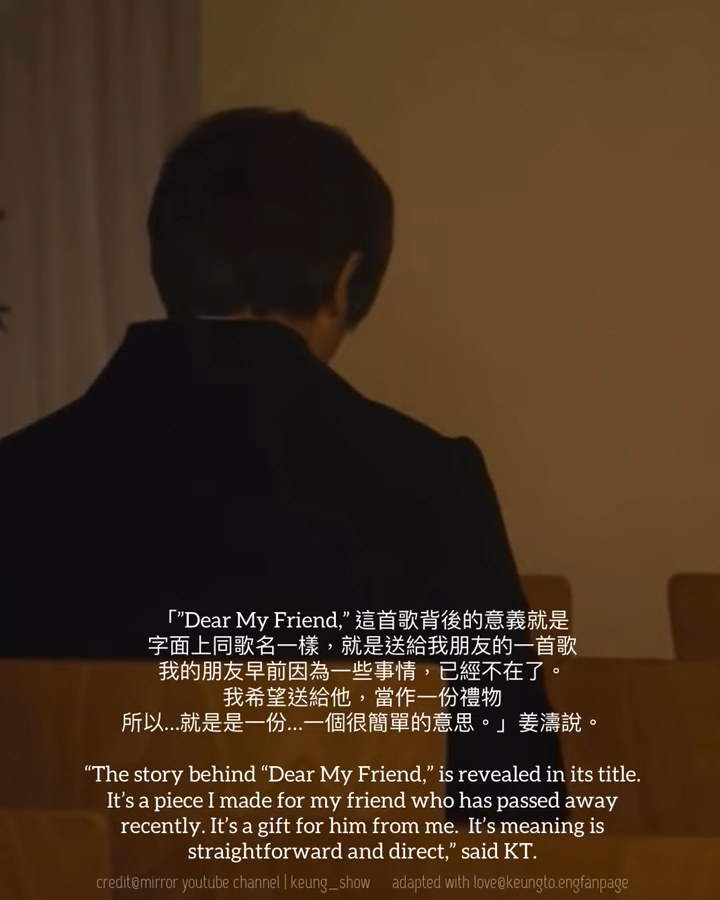 「”Dear My Friend,” 這首歌背後的意義就是
字面上同歌名一樣，就是送給我朋友的一首歌
我的朋友早前因為一些事情，已經不在了。
我希望送給他，當作一份禮物
所以...就是是一份...一個很簡單的意思。」姜濤說。
“The story behind “Dear My Friend,” is revealed in its title.
It’s a piece I made for my friend who has passed away
recently. It’s a gift for him from me.  It’s meaning is
straightforward and direct,” said KT.
credit@mirror youtube channel | keung_show adapted with love@keungto.engfanpage